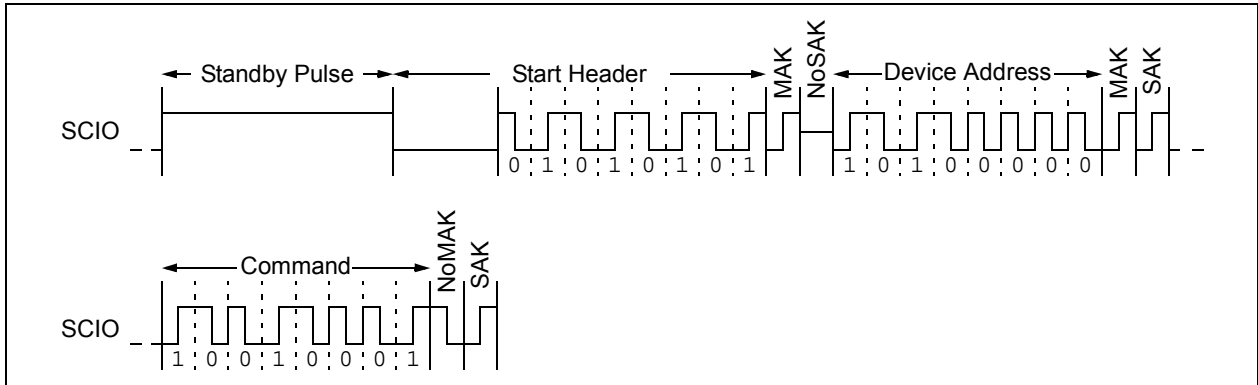 Standby Pulse Start Header MAK NoSAK Device Address MAK SAK
SCIO
0 1 0 1 0 1 0 1 1 0 1 0 0 0 0 0
Command NoMAK SAK
SCIO
1 0 0 1 0 0 0 1